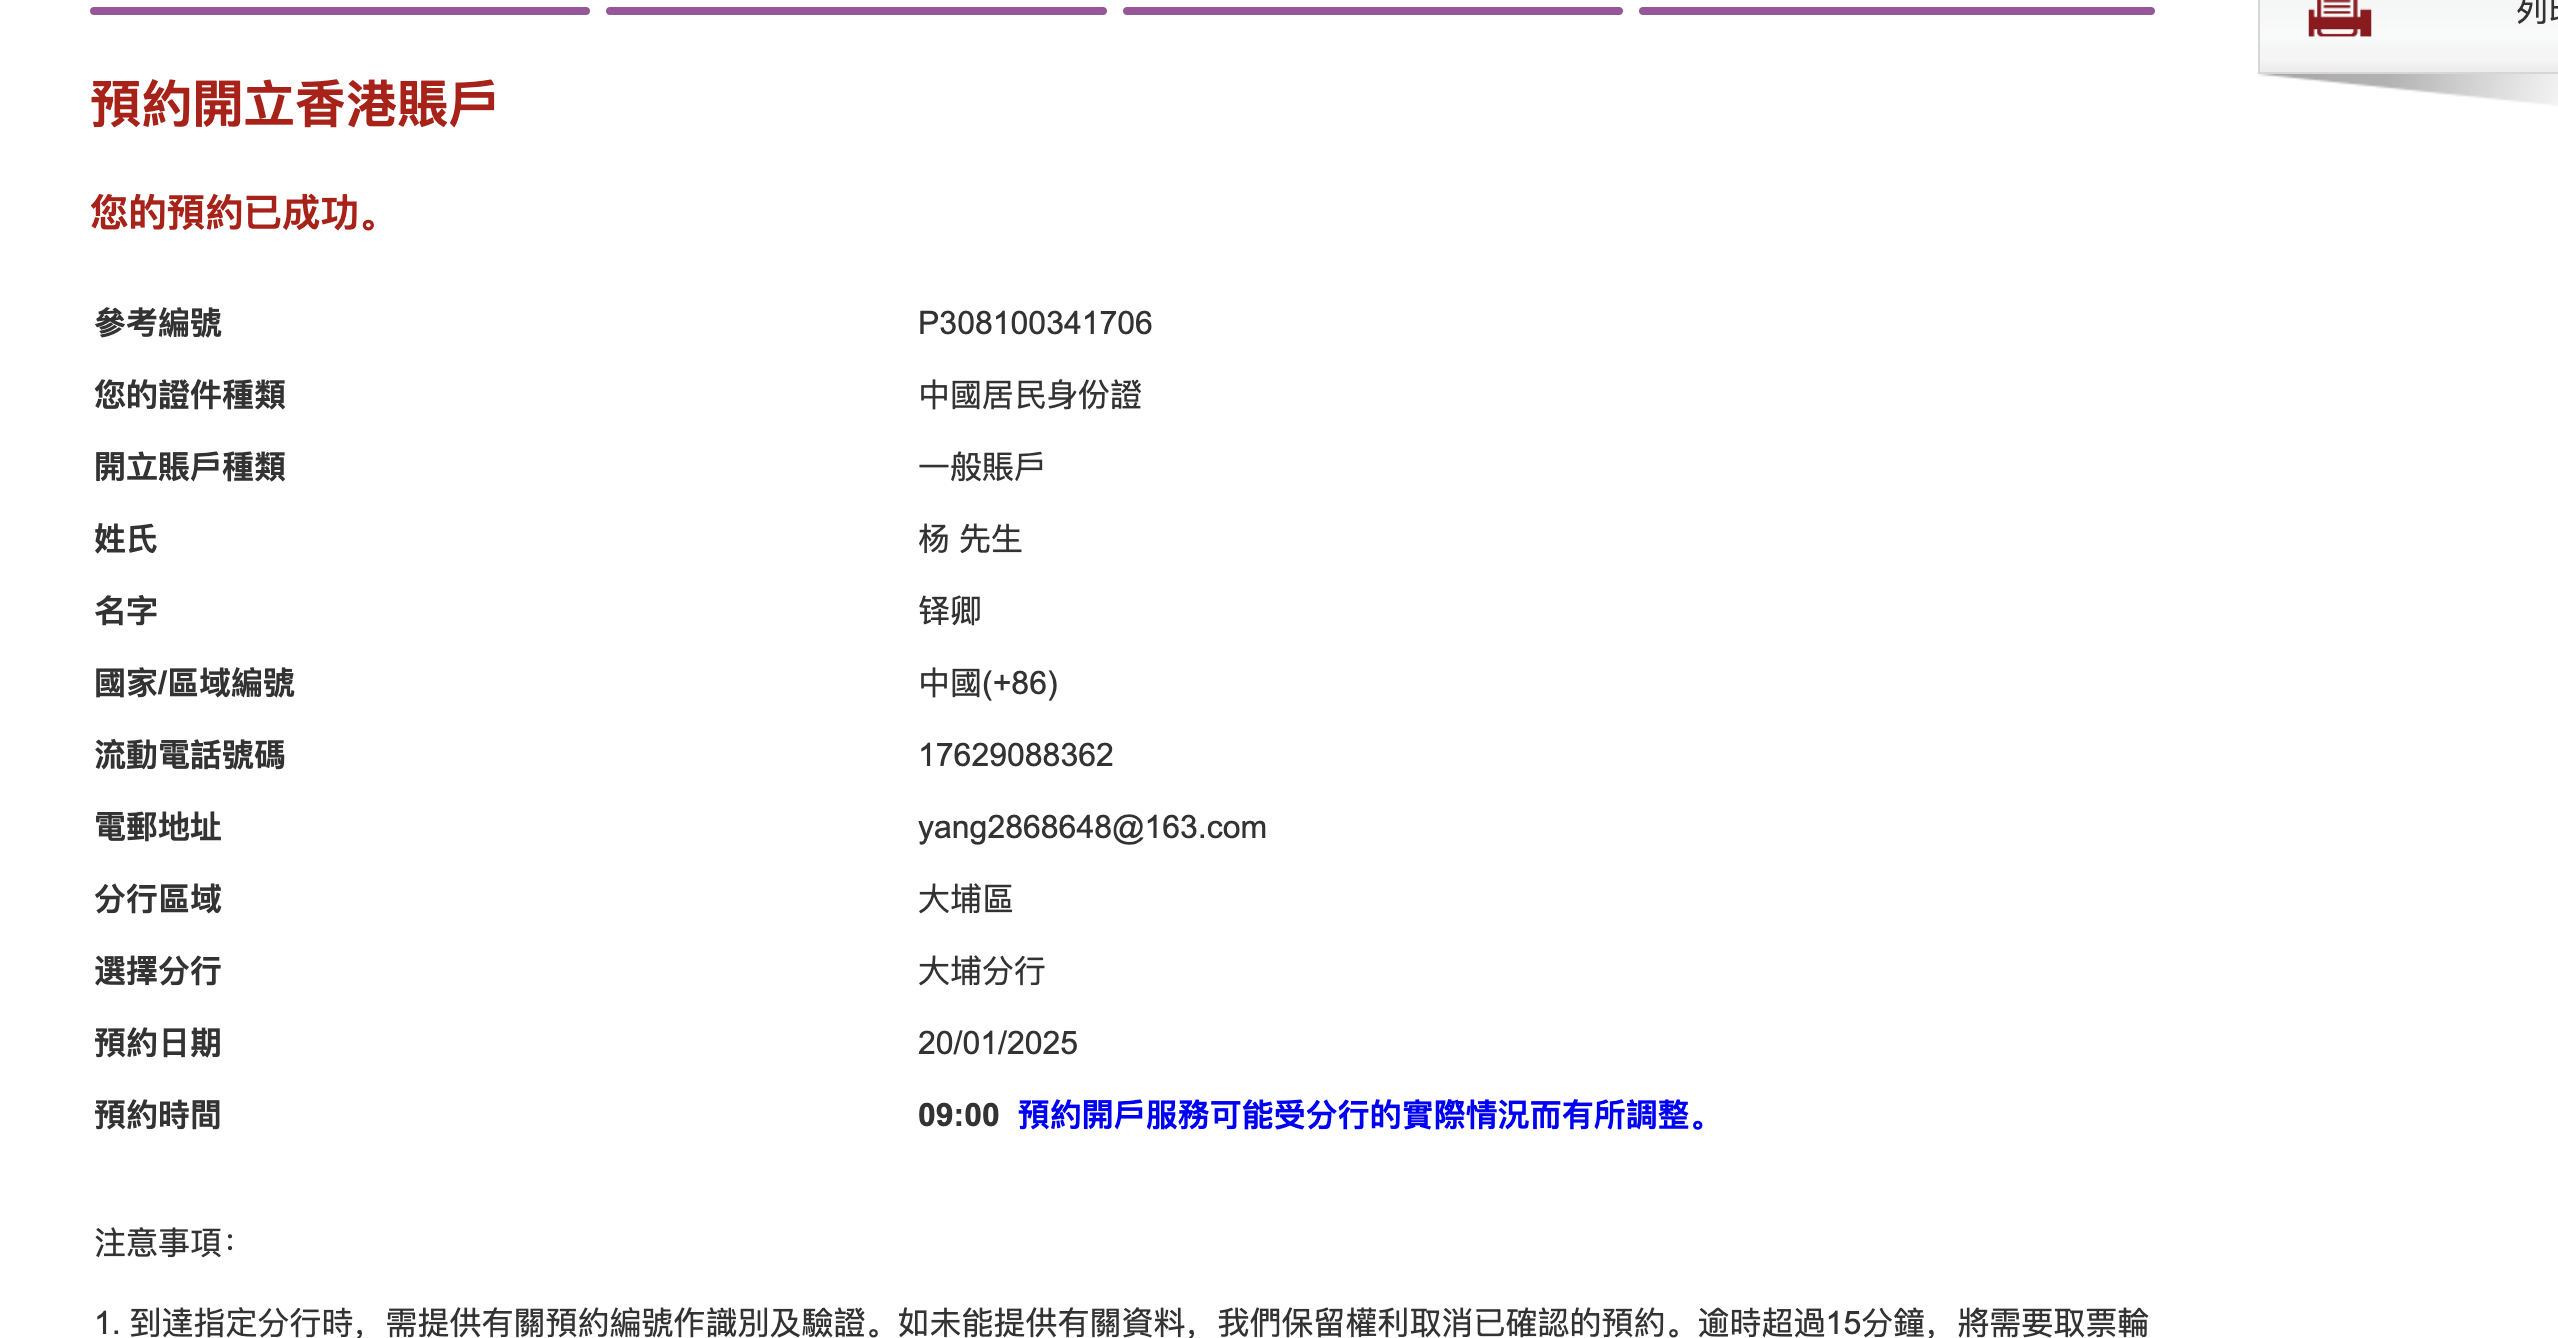 列印
預約開立香港賬戶
您的預約已成功。
參考編號 P308100341706
您的證件種類 中國居民身份證
開立賬戶種類 一般賬戶
姓氏 杨 先生
名字 铎卿
國家/區域編號 中國(+86)
流動電話號碼 17629088362
電郵地址 yang2868648@163.com
分行區域 大埔區
選擇分行 大埔分行
預約日期 20/01/2025
預約時間 09:00 預約開戶服務可能受分行的實際情況而有所調整。
注意事項：
1. 到達指定分行時，需提供有關預約編號作識別及驗證。如未能提供有關資料，我們保留權利取消已確認的預約。逾時超過15分鐘，將需要取票輪